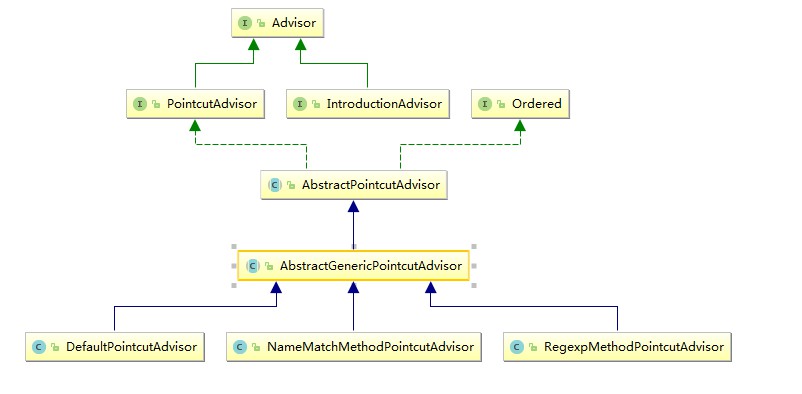 I Advisor
I PointcutAdvisor
I IntroductionAdvisor
I Ordered
C AbstractPointcutAdvisor
C AbstractGenericPointcutAdvisor
C DefaultPointcutAdvisor
C NameMatchMethodPointcutAdvisor
C RegexpMethodPointcutAdvisor